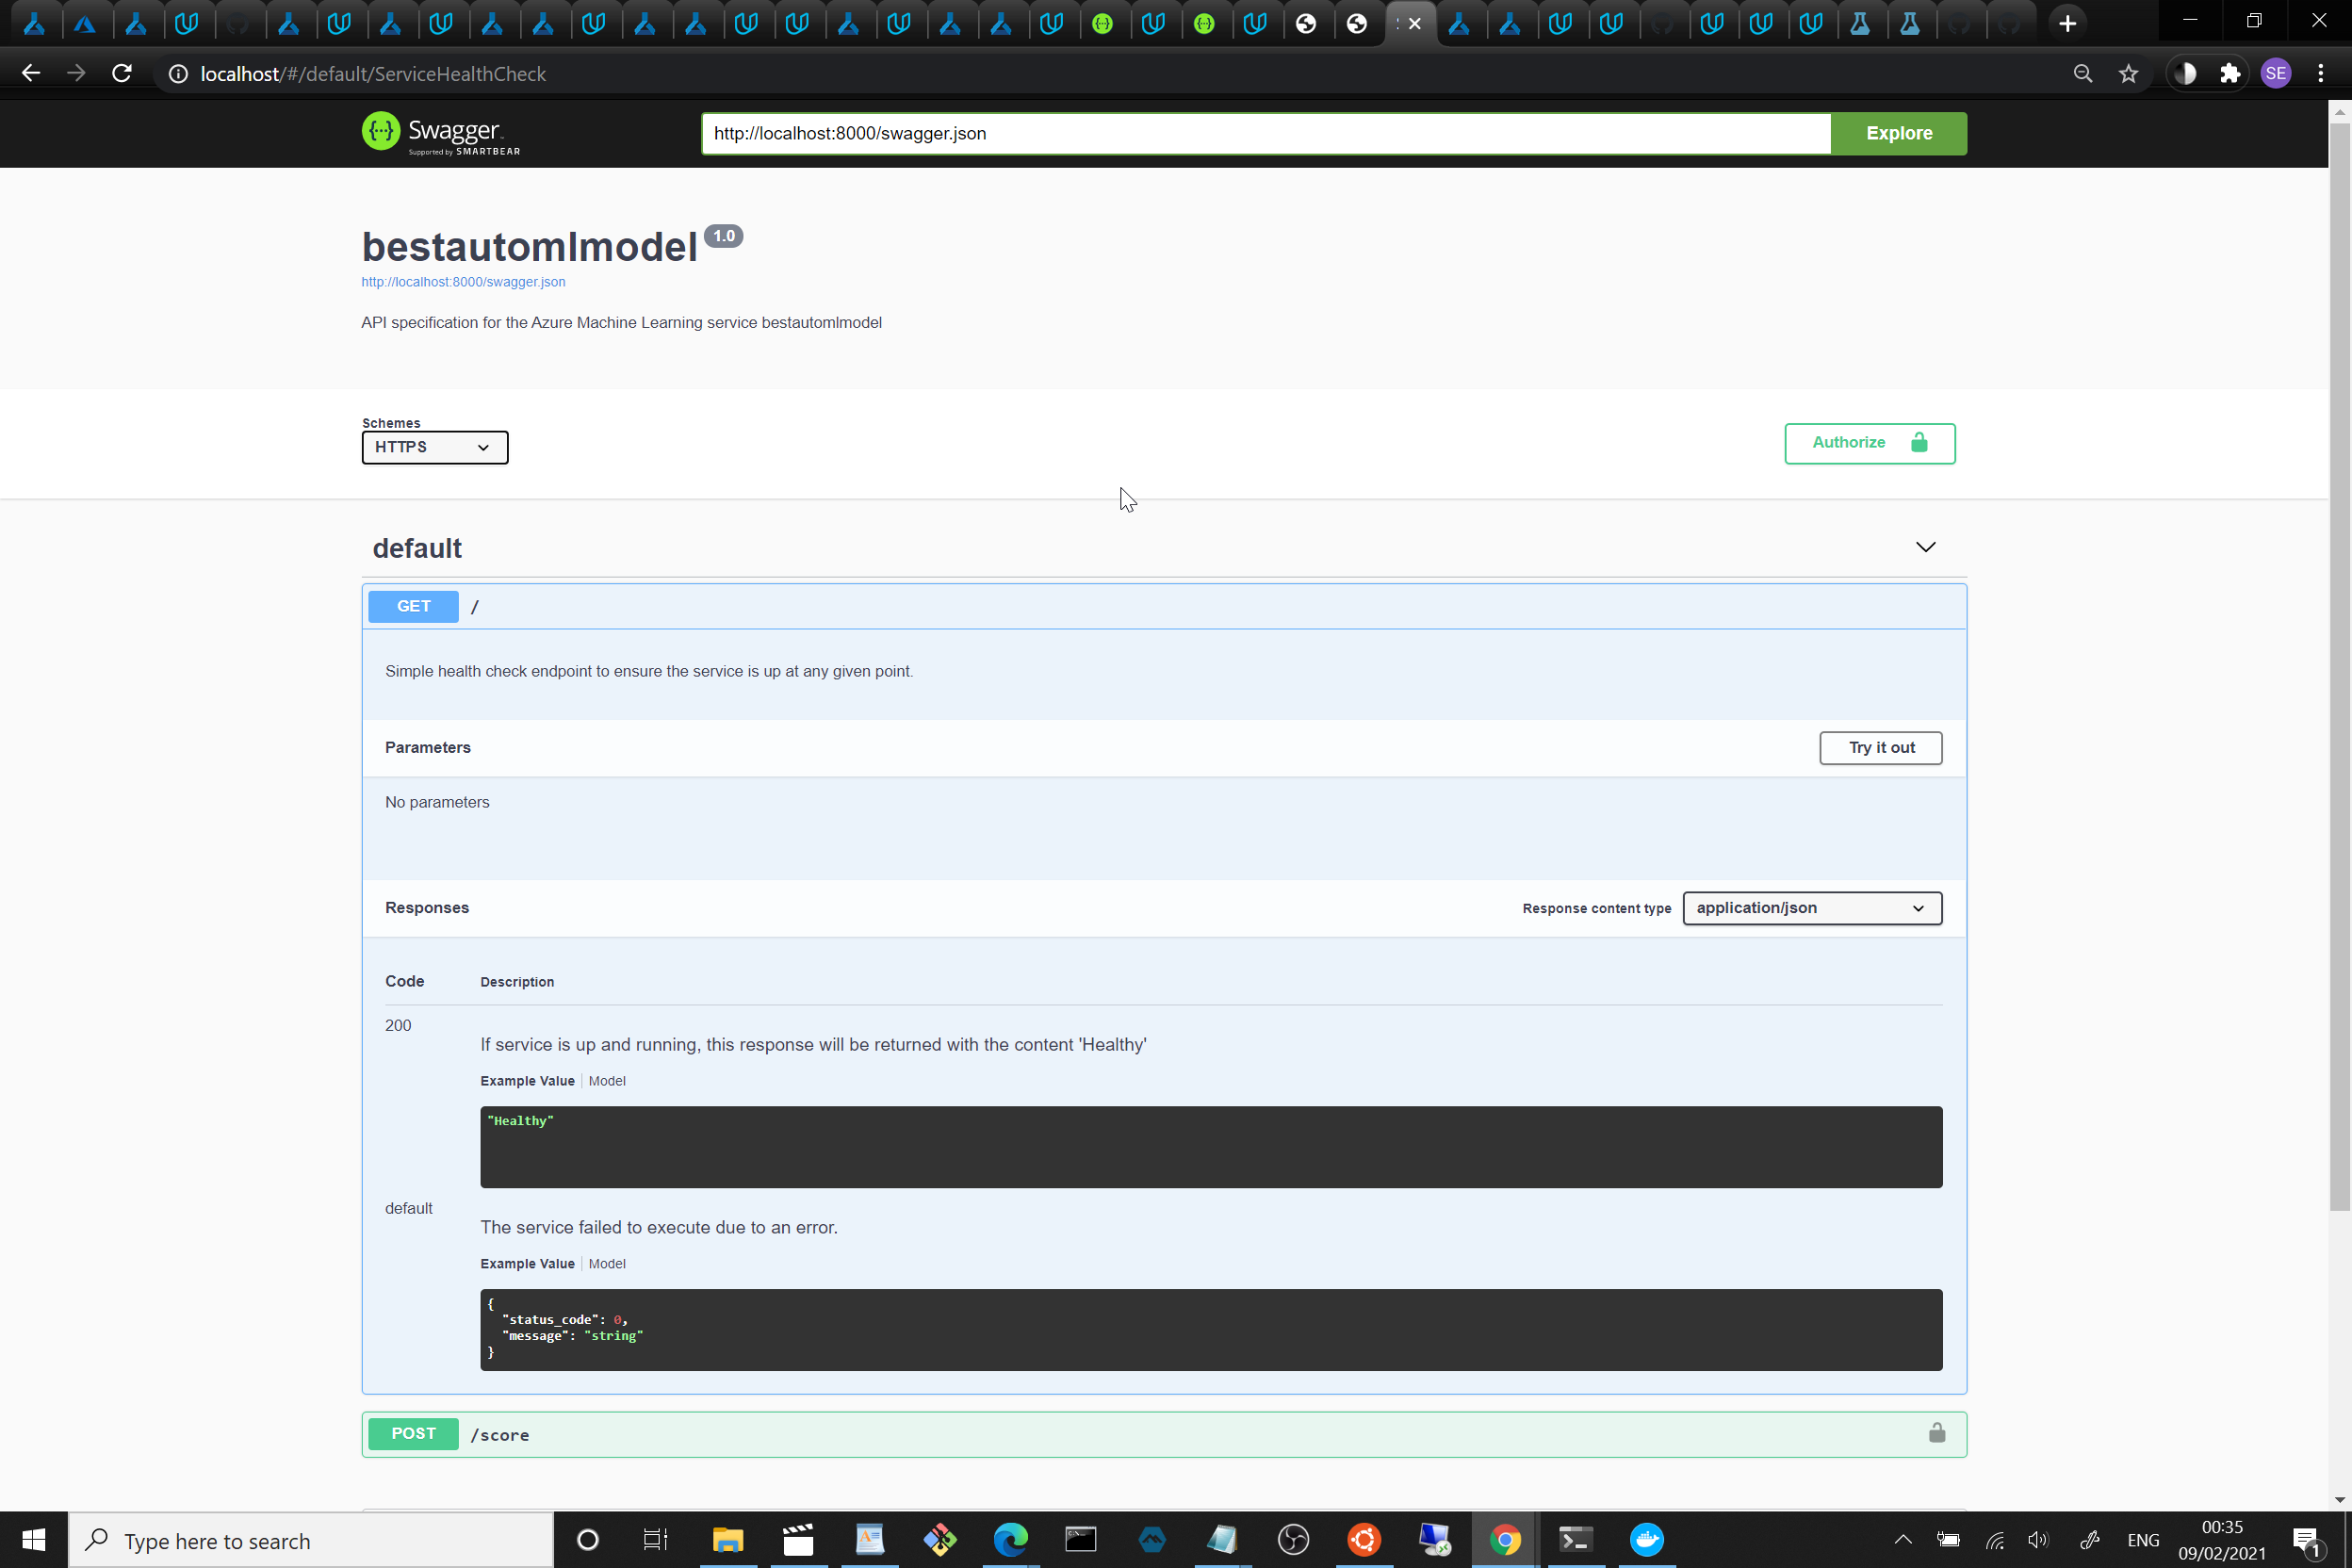 localhost/#/default/ServiceHealthCheck
SE
{···} Swagger
Supported by SMARTBEAR
http://localhost:8000/swagger.json
Explore
bestautomlmodel 1.0
http://localhost:8000/swagger.json
API specification for the Azure Machine Learning service bestautomlmodel
Schemes
HTTPS
Authorize
default
GET /
Simple health check endpoint to ensure the service is up at any given point.
Parameters
Try it out
No parameters
Responses
Response content type
application/json
Code Description
200
If service is up and running, this response will be returned with the content 'Healthy'
Example Value Model
"Healthy"
default
The service failed to execute due to an error.
Example Value Model
{
"status_code": 0,
"message": "string"
}
POST /score
Type here to search
ENG
00:35
09/02/2021
1